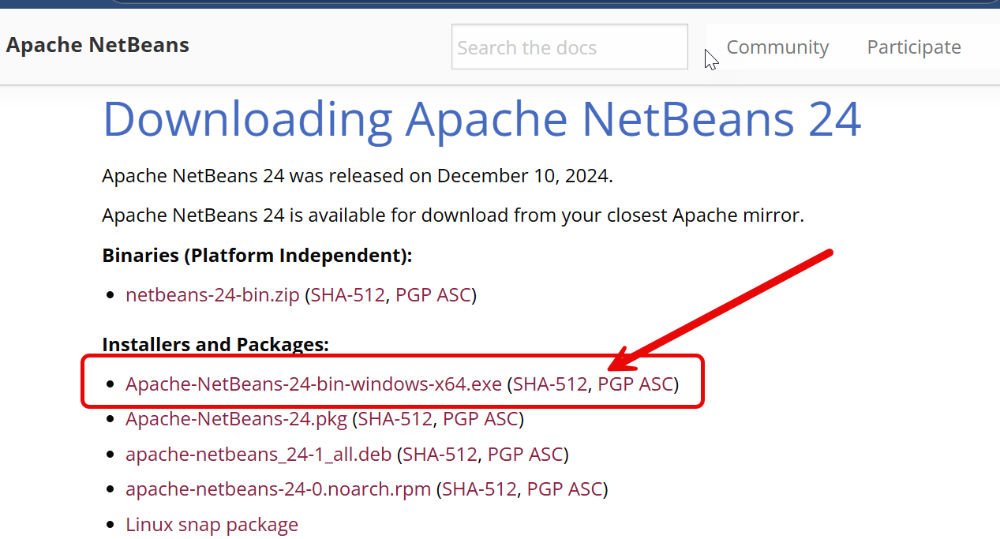 Apache NetBeans
Search the docs
Community
Participate
Downloading Apache NetBeans 24
Apache NetBeans 24 was released on December 10, 2024.
Apache NetBeans 24 is available for download from your closest Apache mirror.
Binaries (Platform Independent):
netbeans-24-bin.zip (SHA-512, PGP ASC)
Installers and Packages:
Apache-NetBeans-24-bin-windows-x64.exe (SHA-512, PGP ASC)
Apache-NetBeans-24.pkg (SHA-512, PGP ASC)
apache-netbeans_24-1_all.deb (SHA-512, PGP ASC)
apache-netbeans-24-0.noarch.rpm (SHA-512, PGP ASC)
Linux snap package